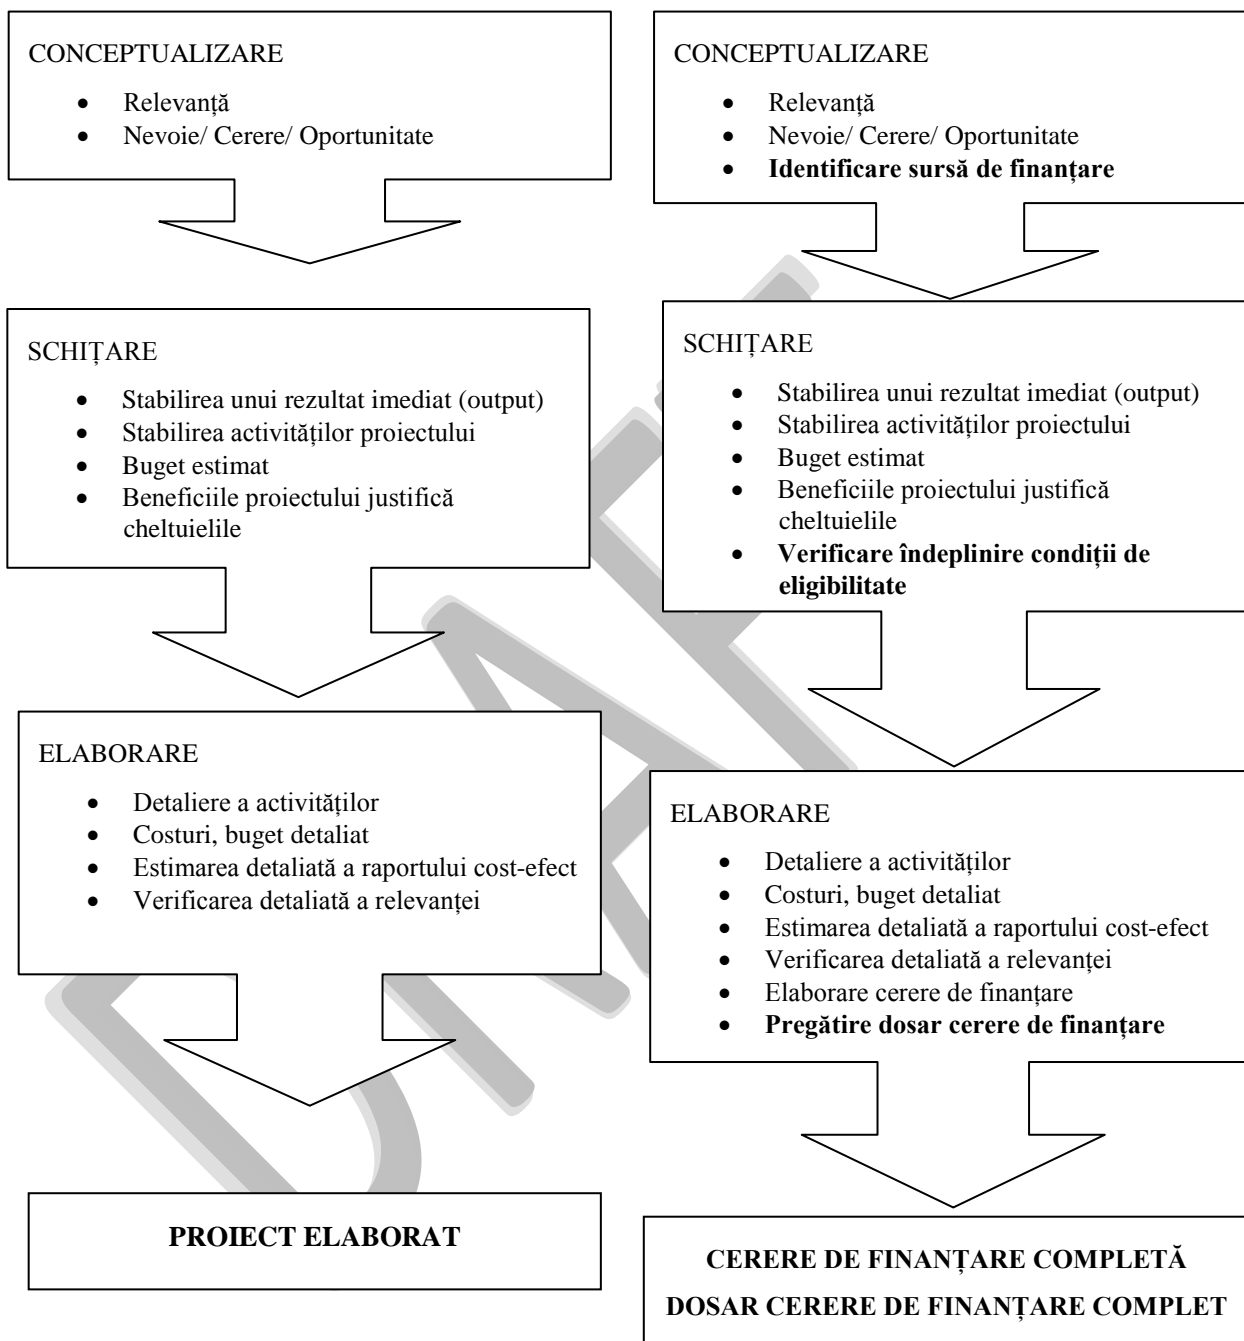 CONCEPTUALIZARE
• Relevanță
• Nevoie/ Cerere/ Oportunitate
SCHIȚARE
• Stabilirea unui rezultat imediat (output)
• Stabilirea activităților proiectului
• Buget estimat
• Beneficiile proiectului justifică
cheltuielile
ELABORARE
• Detaliere a activităților
• Costuri, buget detaliat
• Estimarea detaliată a raportului cost-efect
• Verificarea detaliată a relevanței
PROIECT ELABORAT
CONCEPTUALIZARE
• Relevanță
• Nevoie/ Cerere/ Oportunitate
• Identificare sursă de finanțare
SCHIȚARE
• Stabilirea unui rezultat imediat (output)
• Stabilirea activităților proiectului
• Buget estimat
• Beneficiile proiectului justifică
cheltuielile
• Verificare îndeplinire condiții de
eligibilitate
ELABORARE
• Detaliere a activităților
• Costuri, buget detaliat
• Estimarea detaliată a raportului cost-efect
• Verificarea detaliată a relevanței
• Elaborare cerere de finanțare
• Pregătire dosar cerere de finanțare
CERERE DE FINANȚARE COMPLETĂ
DOSAR CERERE DE FINANȚARE COMPLET